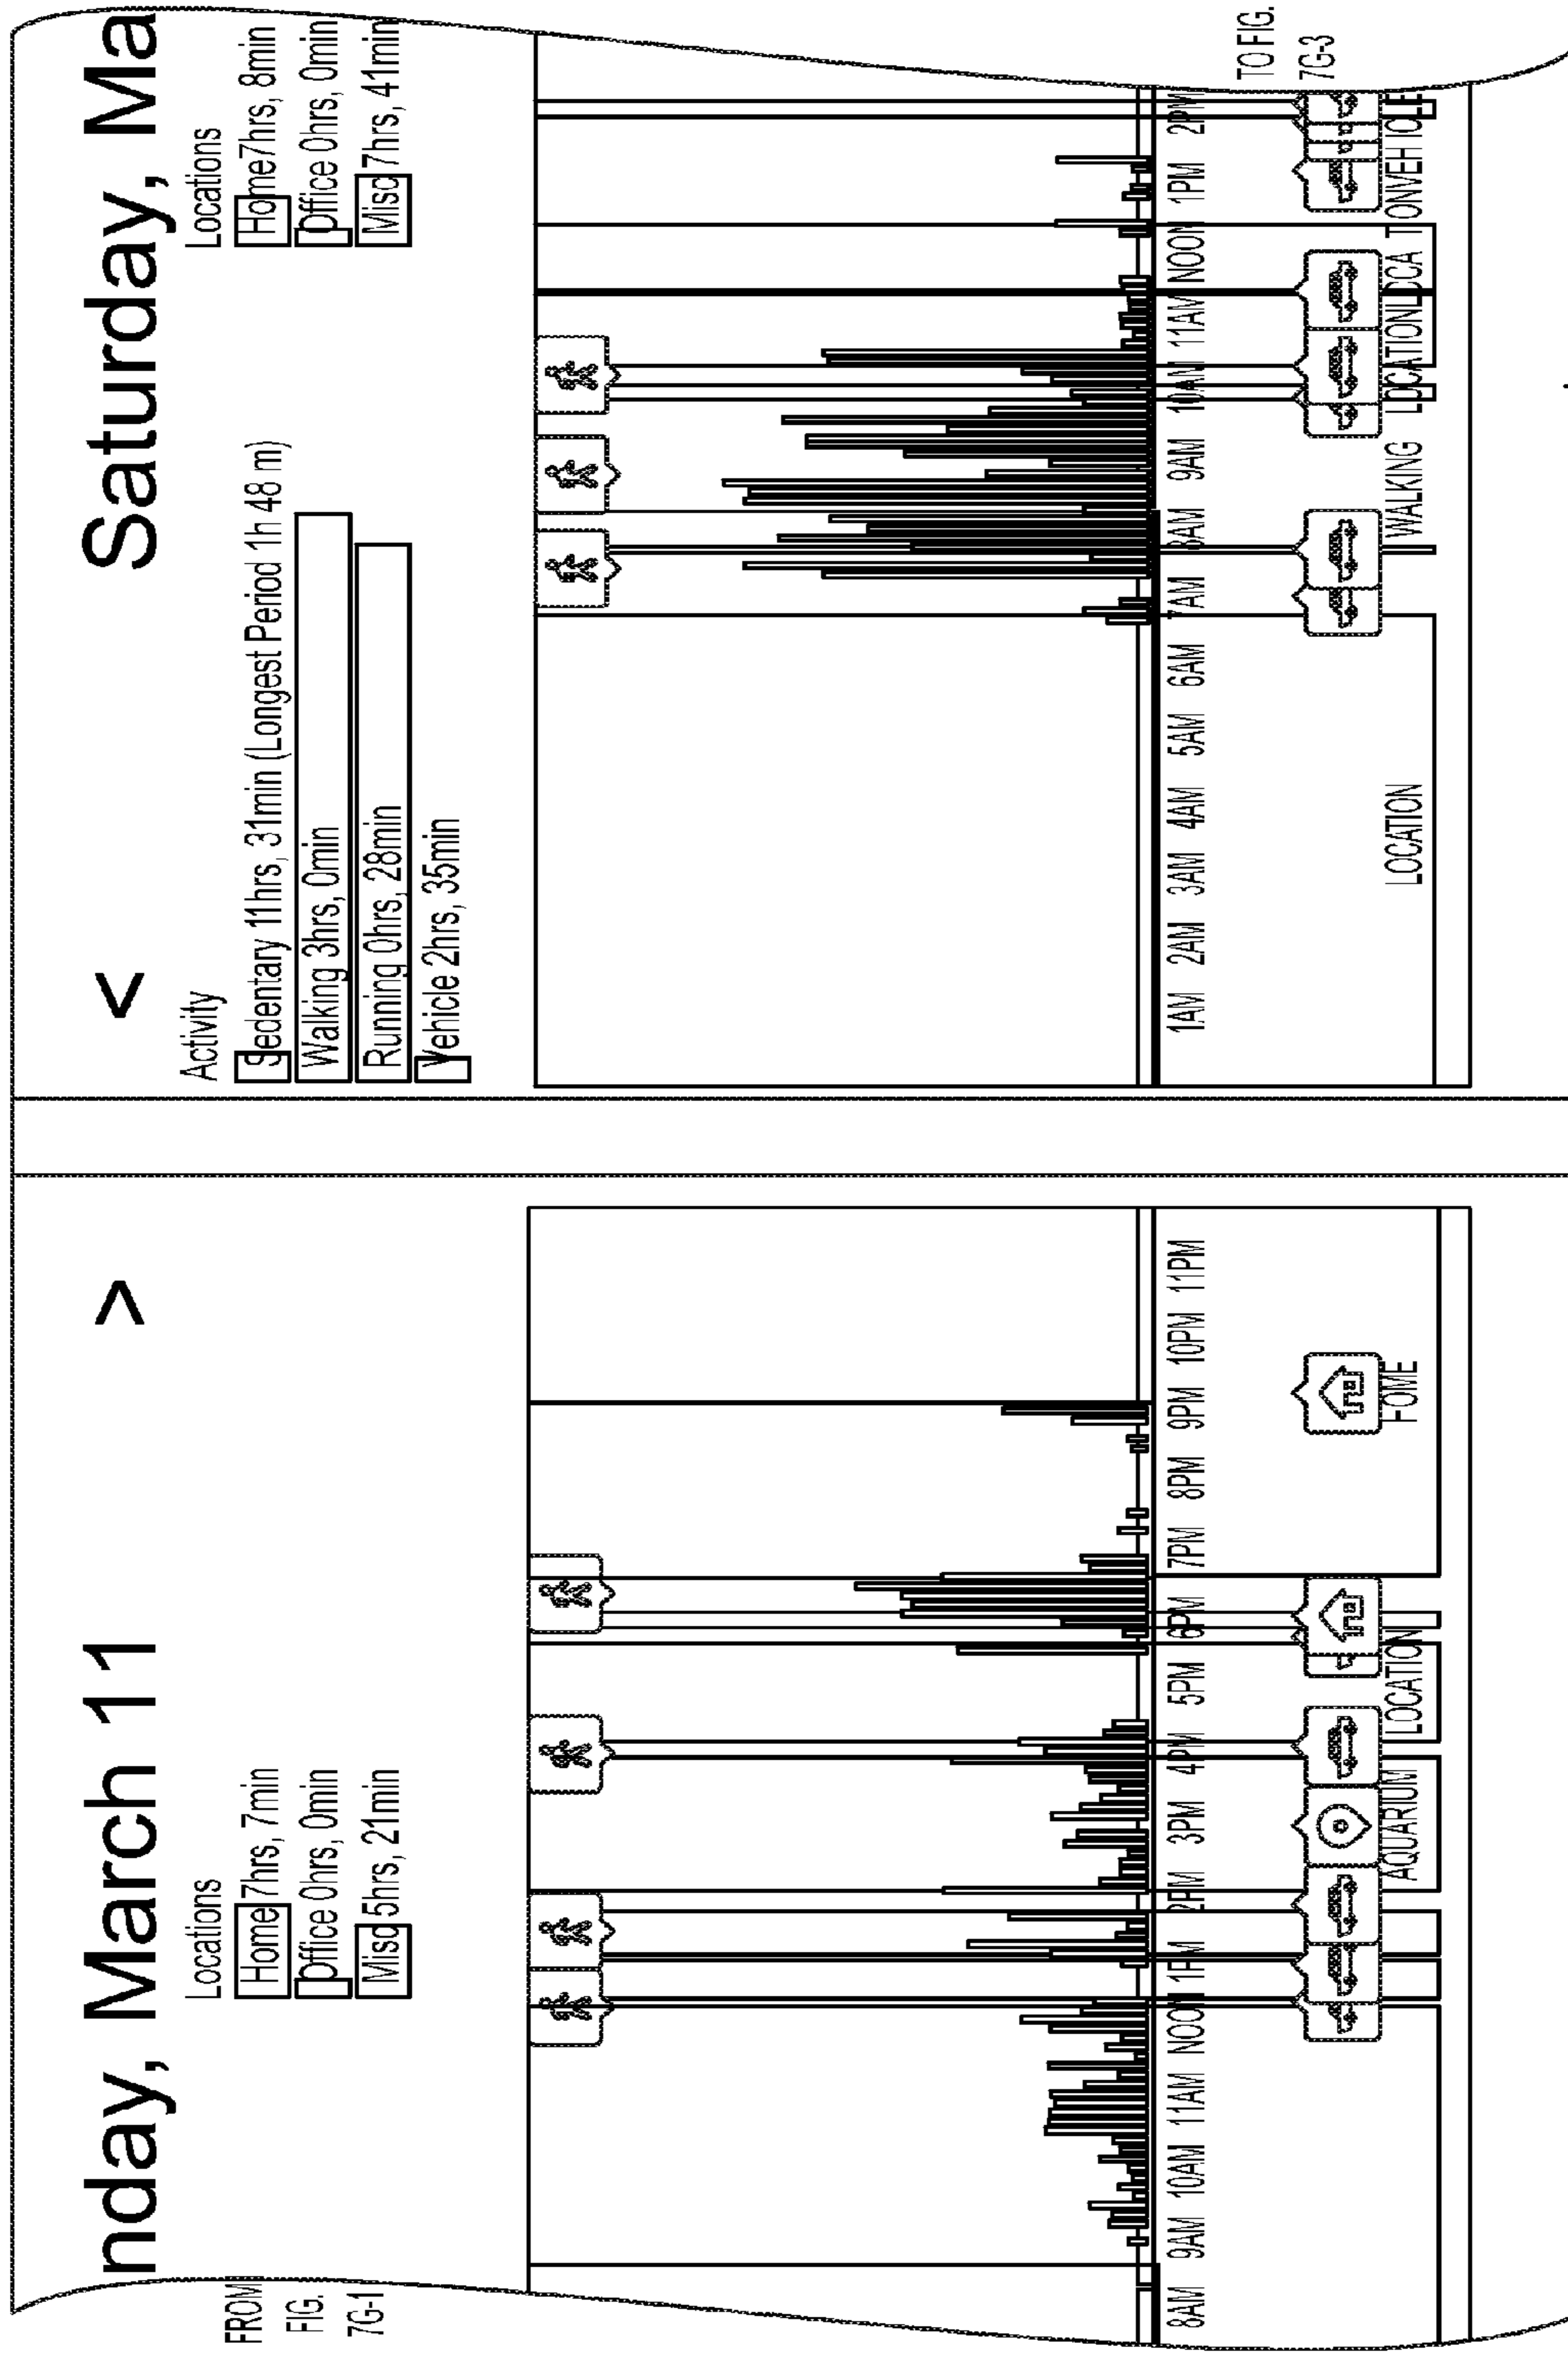 FROM
FIG.
7G-1
nday, March 11 >
Locations
Home 7hrs, 7min
Office 0hrs, 0min
Misc 5hrs, 21min
8AM 9AM 10AM 11AM NOON 1PM 2PM 3PM 4PM 5PM 6PM 7PM 8PM 9PM 10PM 11PM
AQUARIUM LOCATION FOME
< Saturday, Ma
Activity
Sedentary 11hrs, 31min (Longest Period 1h 48 m)
Walking 3hrs, 0min
Running 0hrs, 28min
Vehicle 2hrs, 35min
Locations
Home 7hrs, 8min
Office 0hrs, 0min
Misc 7hrs, 41min
1AM 2AM 3AM 4AM 5AM 6AM 7AM 8AM 9AM 10AM 11AM NOON 1PM 2PM
LOCATION WALKING LOCATIONLOCA TONVEHICLE
TO FIG.
7G-3